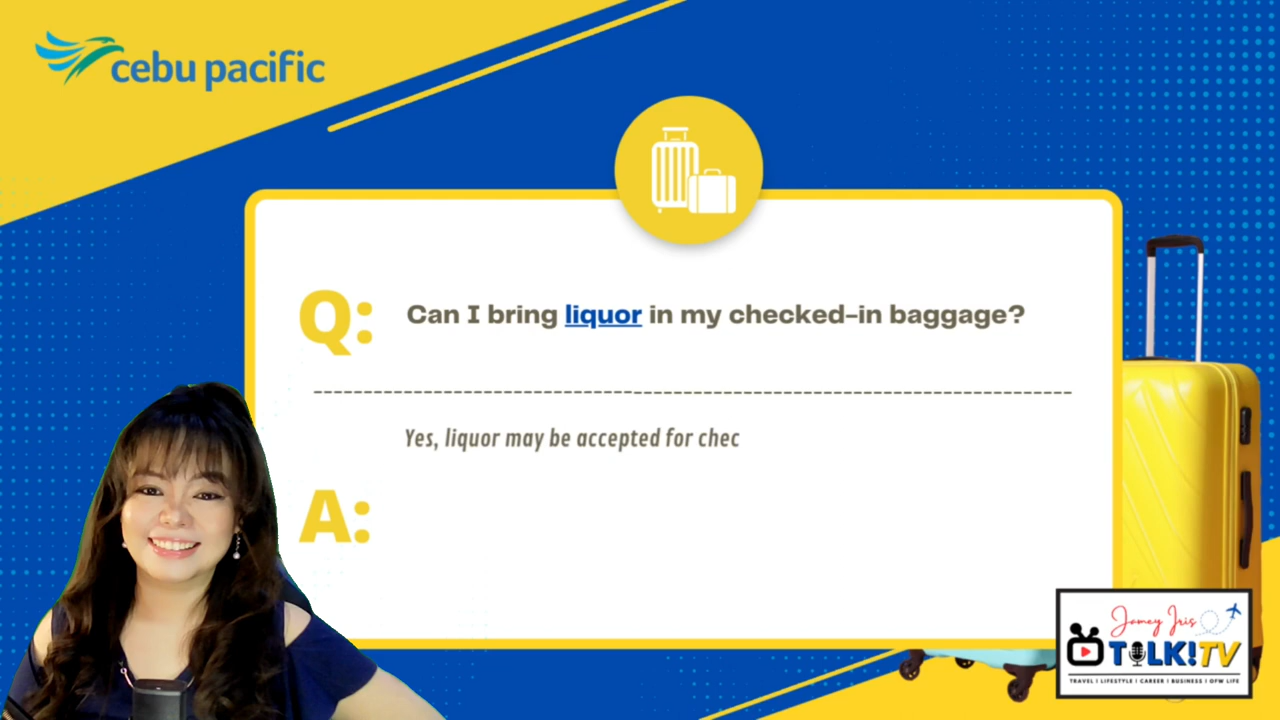 cebu pacific
Q: Can I bring liquor in my checked-in baggage?
Yes, liquor may be accepted for chec
A:
Jamey Iris
TALK!TV
TRAVEL | LIFESTYLE | CAREER | BUSINESS | OFW LIFE